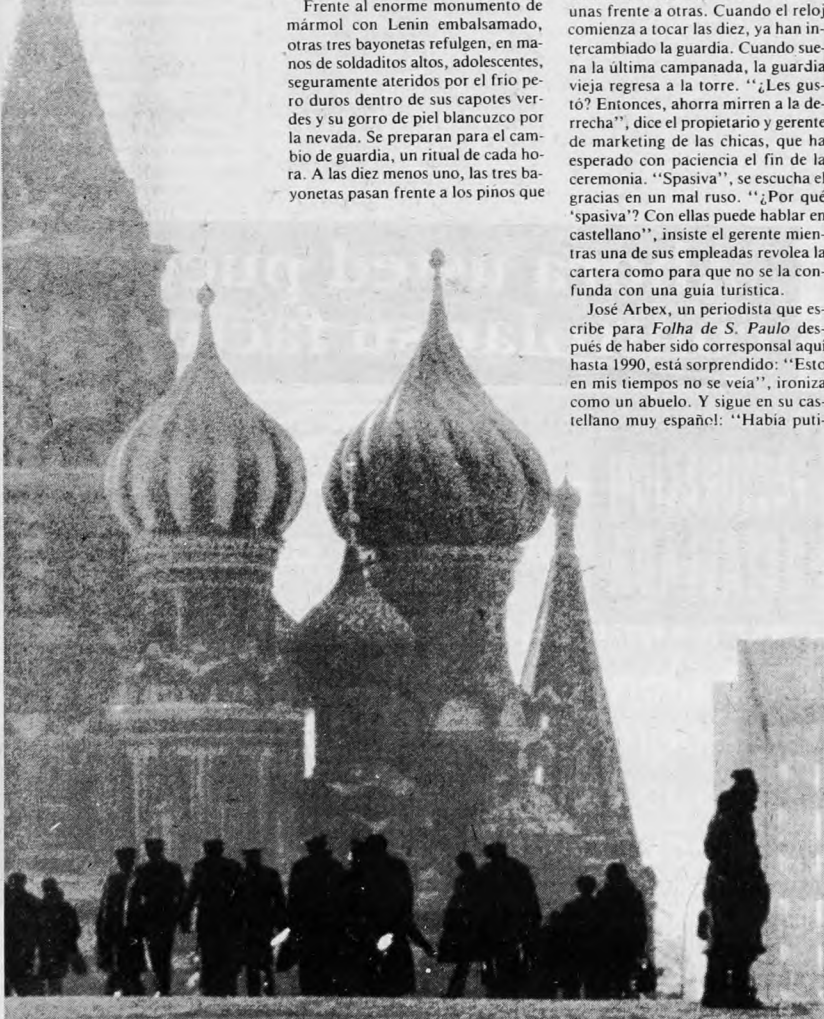 Frente al enorme monumento de
mármol con Lenin embalsamado,
otras tres bayonetas refulgen, en ma-
nos de soldaditos altos, adolescentes,
seguramente ateridos por el frío pe-
ro duros dentro de sus capotes ver-
des y su gorro de piel blancuzco por
la nevada. Se preparan para el cam-
bio de guardia, un ritual de cada ho-
ra. A las diez menos uno, las tres ba-
yonetas pasan frente a los pinos que
unas frente a otras. Cuando el reloj
comienza a tocar las diez, ya han in-
tercambiado la guardia. Cuando sue-
na la última campanada, la guardia
vieja regresa a la torre. "¿Les gus-
tó? Entonces, ahora mirren a la de-
rrecha", dice el propietario y gerente
de marketing de las chicas, que ha
esperado con paciencia el fin de la
ceremonia. "Spasiva", se escucha el
gracias en un mal ruso. "¿Por qué
'spasiva'? Con ellas puede hablar en
castellano", insiste el gerente mien-
tras una de sus empleadas revolea la
cartera como para que no se la con-
funda con una guía turística.
José Arbex, un periodista que es-
cribe para Folha de S. Paulo des-
pués de haber sido corresponsal aquí
hasta 1990, está sorprendido: "Esto
en mis tiempos no se veía", ironiza
como un abuelo. Y sigue en su cas-
tellano muy español: "Había puti-